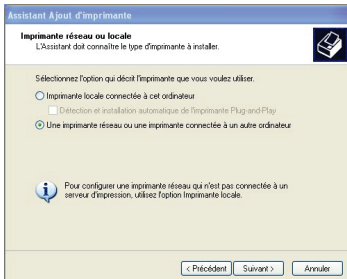 Assistant Ajout d'imprimante
Imprimante réseau ou locale
L'Assistant doit connaître le type d'imprimante à installer.
Sélectionnez l'option qui décrit l'imprimante que vous voulez utiliser.
Imprimante locale connectée à cet ordinateur
Détection et installation automatique de l'imprimante Plug-and-Play
Une imprimante réseau ou une imprimante connectée à un autre ordinateur
Pour configurer une imprimante réseau qui n'est pas connectée à un
serveur d'impression, utilisez l'option Imprimante locale.
< Précédent Suivant > Annuler